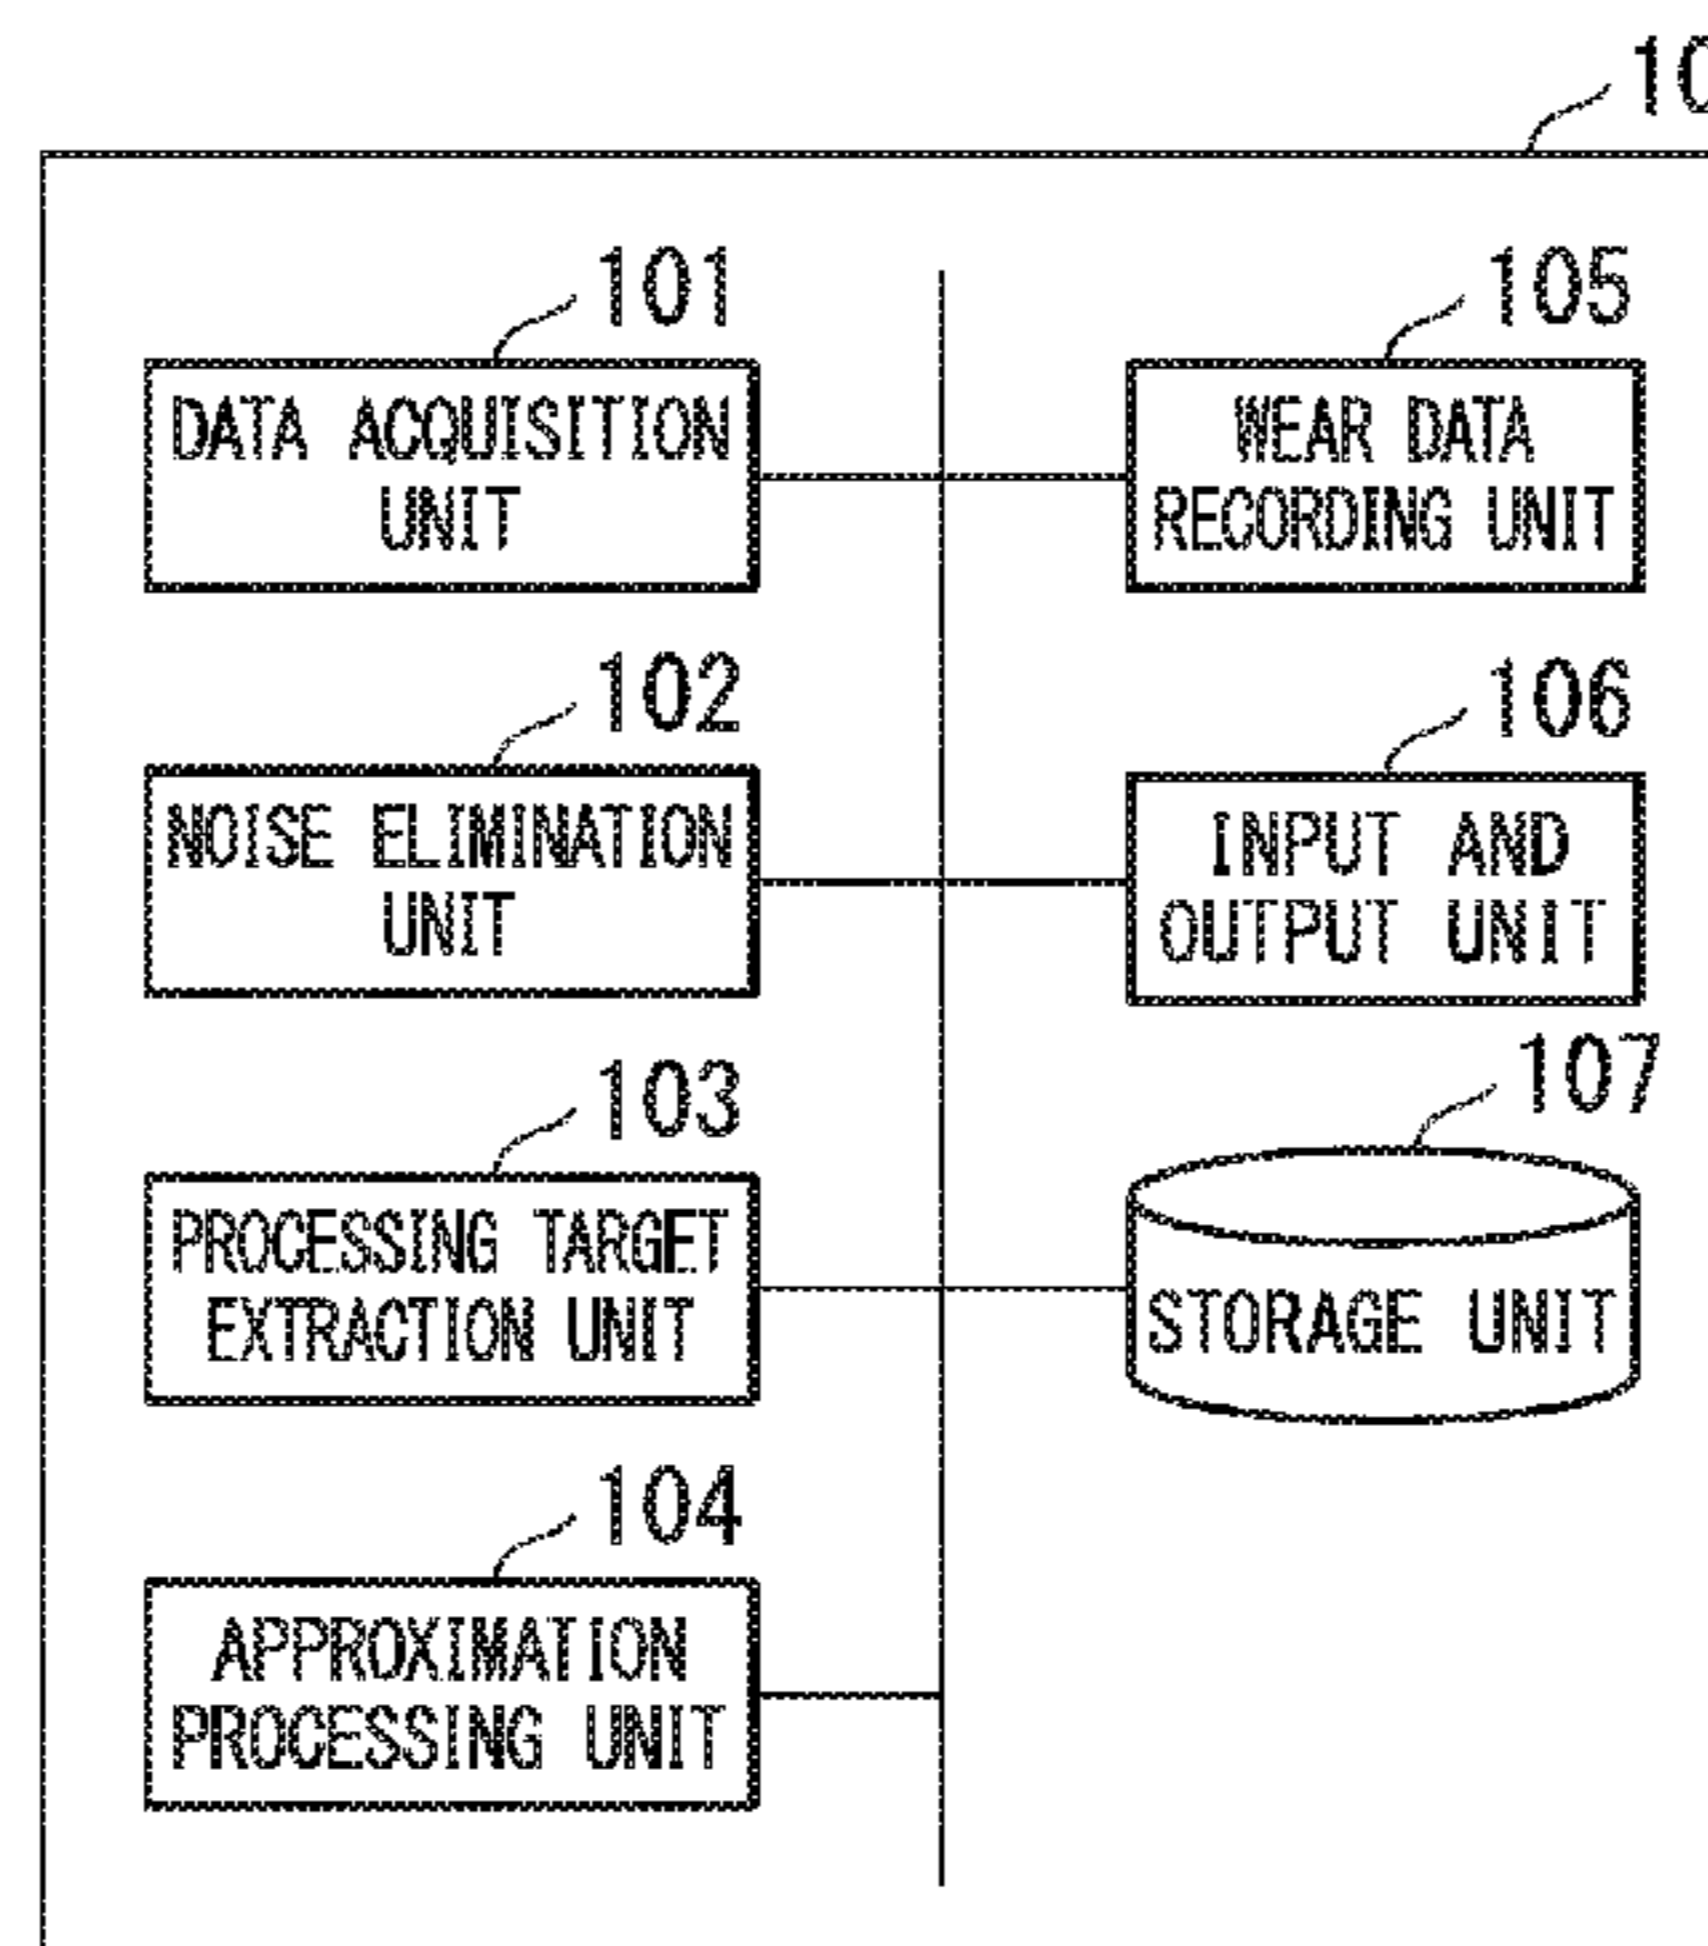 101
DATA ACQUISITION
UNIT
102
NOISE ELIMINATION
UNIT
103
PROCESSING TARGET
EXTRACTION UNIT
104
APPROXIMATION
PROCESSING UNIT
105
WEAR DATA
RECORDING UNIT
106
INPUT AND
OUTPUT UNIT
107
STORAGE UNIT